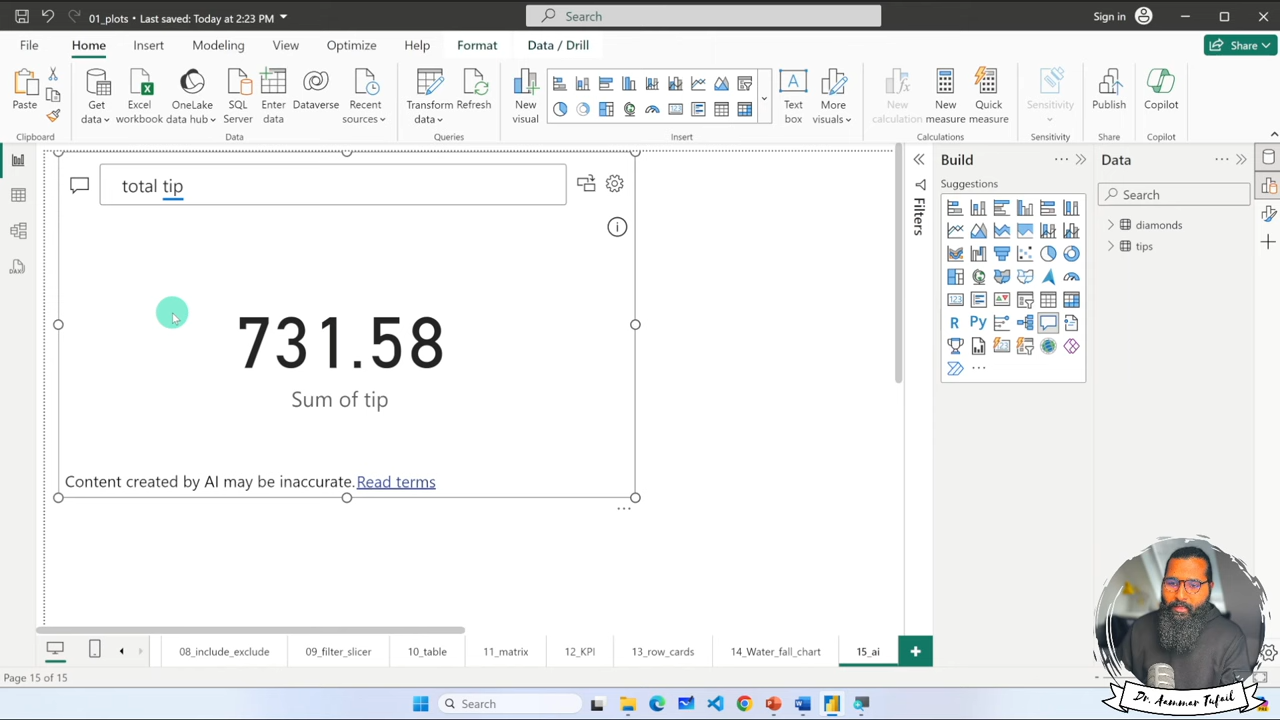 01_plots • Last saved: Today at 2:23 PM
Search
Sign in
File
Home
Insert
Modeling
View
Optimize
Help
Format
Data / Drill
Share
Paste
Get data
Excel workbook
OneLake data hub
SQL Server
Enter data
Dataverse
Recent sources
Transform data
Refresh
New visual
Text box
More visuals
New calculation
New measure
Quick measure
Sensitivity
Publish
Copilot
Clipboard
Data
Queries
Insert
Calculations
Sensitivity
Share
Copilot
total tip
731.58
Sum of tip
Content created by AI may be inaccurate. Read terms
Filters
Build
Suggestions
R
Py
Data
Search
diamonds
tips
08_include_exclude
09_filter_slicer
10_table
11_matrix
12_KPI
13_row_cards
14_Water_fall_chart
15_ai
Page 15 of 15
Search
Dr. Aammar Tufail